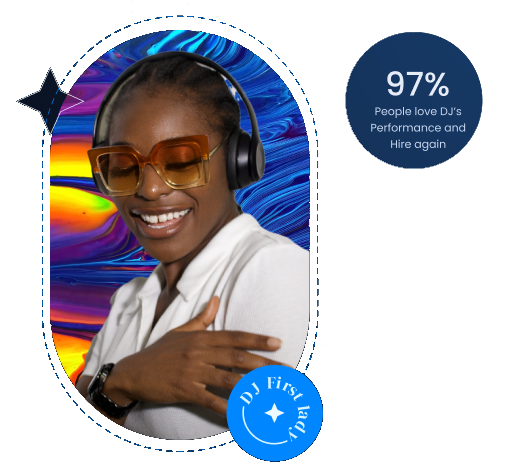 97%
People love DJ's
Performance and
Hire again
DJ First lady